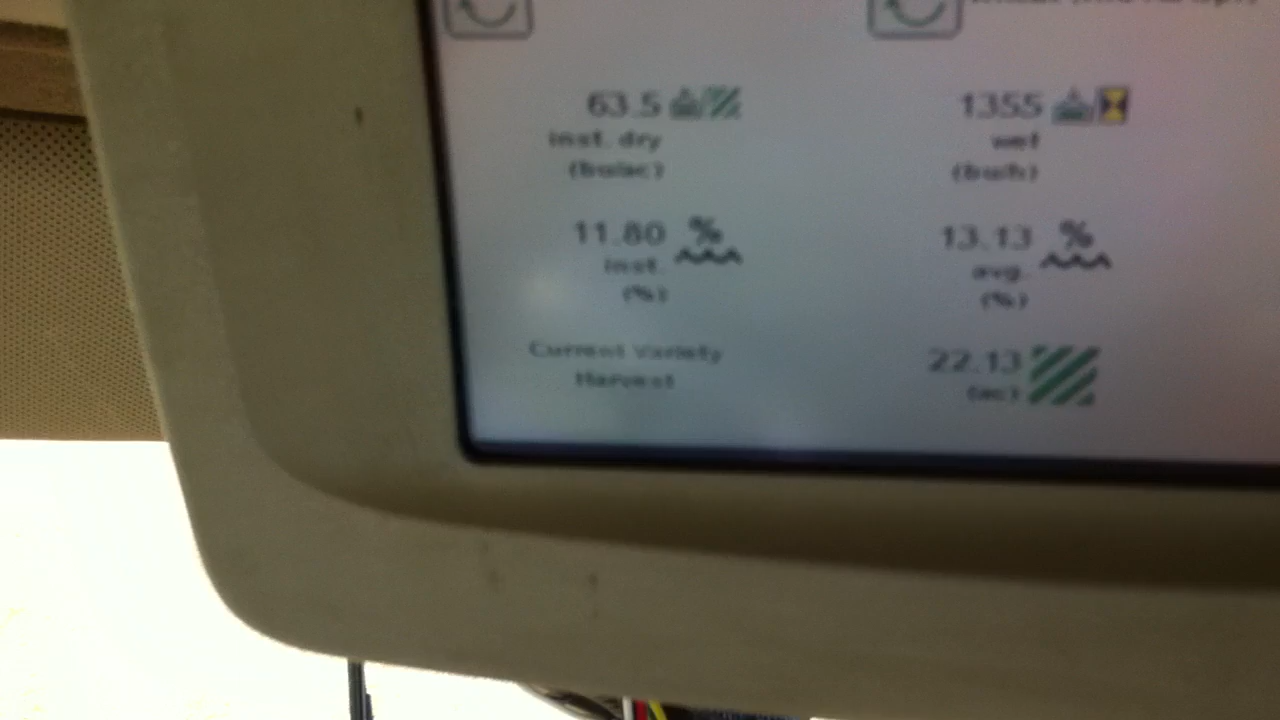 63.5
inst. dry
(bu/ac)
11.80 %
inst.
(%)
Current Variety
Harvest
1355
wet
(bu/h)
13.13 %
avg.
(%)
22.13
(ac)